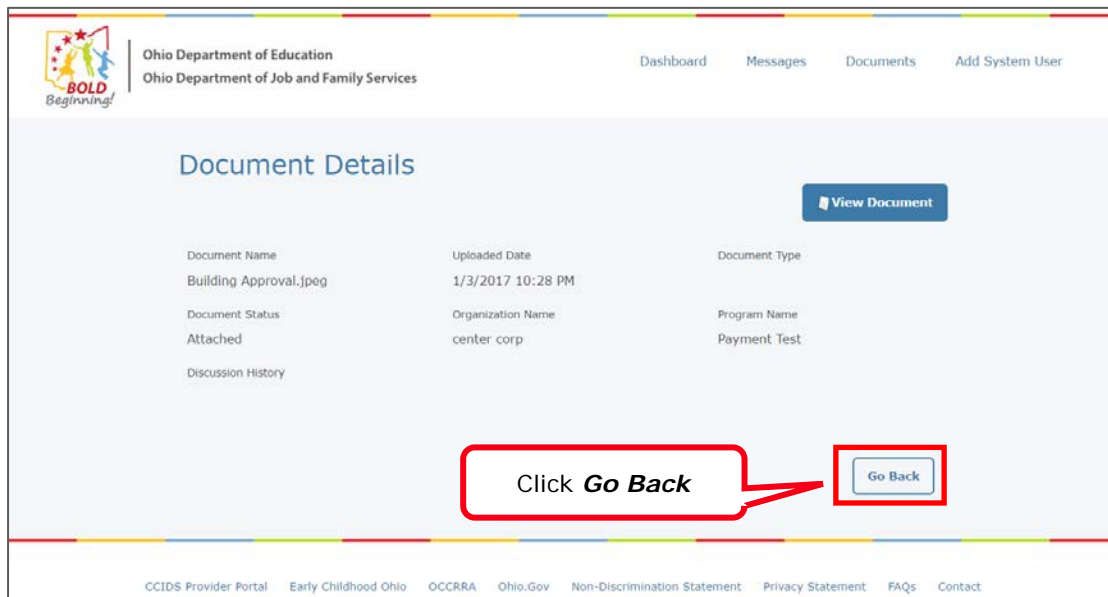 BOLD
Beginning!
Ohio Department of Education
Ohio Department of Job and Family Services
Dashboard Messages Documents Add System User
Document Details
View Document
Document Name Uploaded Date Document Type
Building Approval.jpeg 1/3/2017 10:28 PM
Document Status Organization Name Program Name
Attached center corp Payment Test
Discussion History
Click Go Back
Go Back
CCIDS Provider Portal Early Childhood Ohio OCCRRA Ohio.Gov Non-Discrimination Statement Privacy Statement FAQs Contact